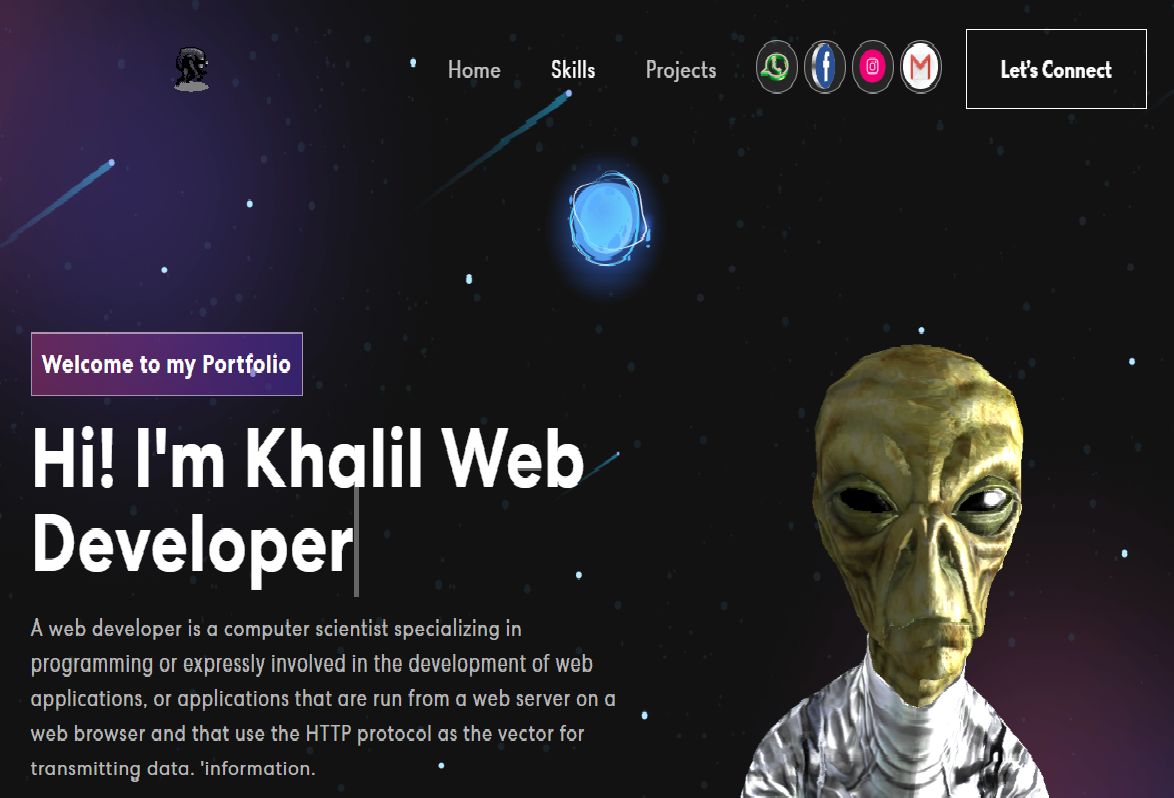 Home Skills Projects Let's Connect
Welcome to my Portfolio
Hi! I'm Khalil Web
Developer
A web developer is a computer scientist specializing in
programming or expressly involved in the development of web
applications, or applications that are run from a web server on a
web browser and that use the HTTP protocol as the vector for
transmitting data. 'information.